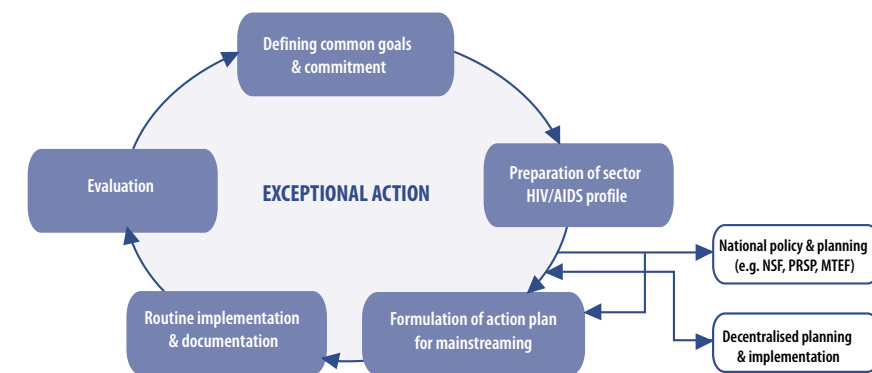 Defining common goals
& commitment
Preparation of sector
HIV/AIDS profile
Evaluation
EXCEPTIONAL ACTION
National policy & planning
(e.g. NSF, PRSP, MTEF)
Routine implementation
& documentation
Formulation of action plan
for mainstreaming
Decentralised planning
& implementation